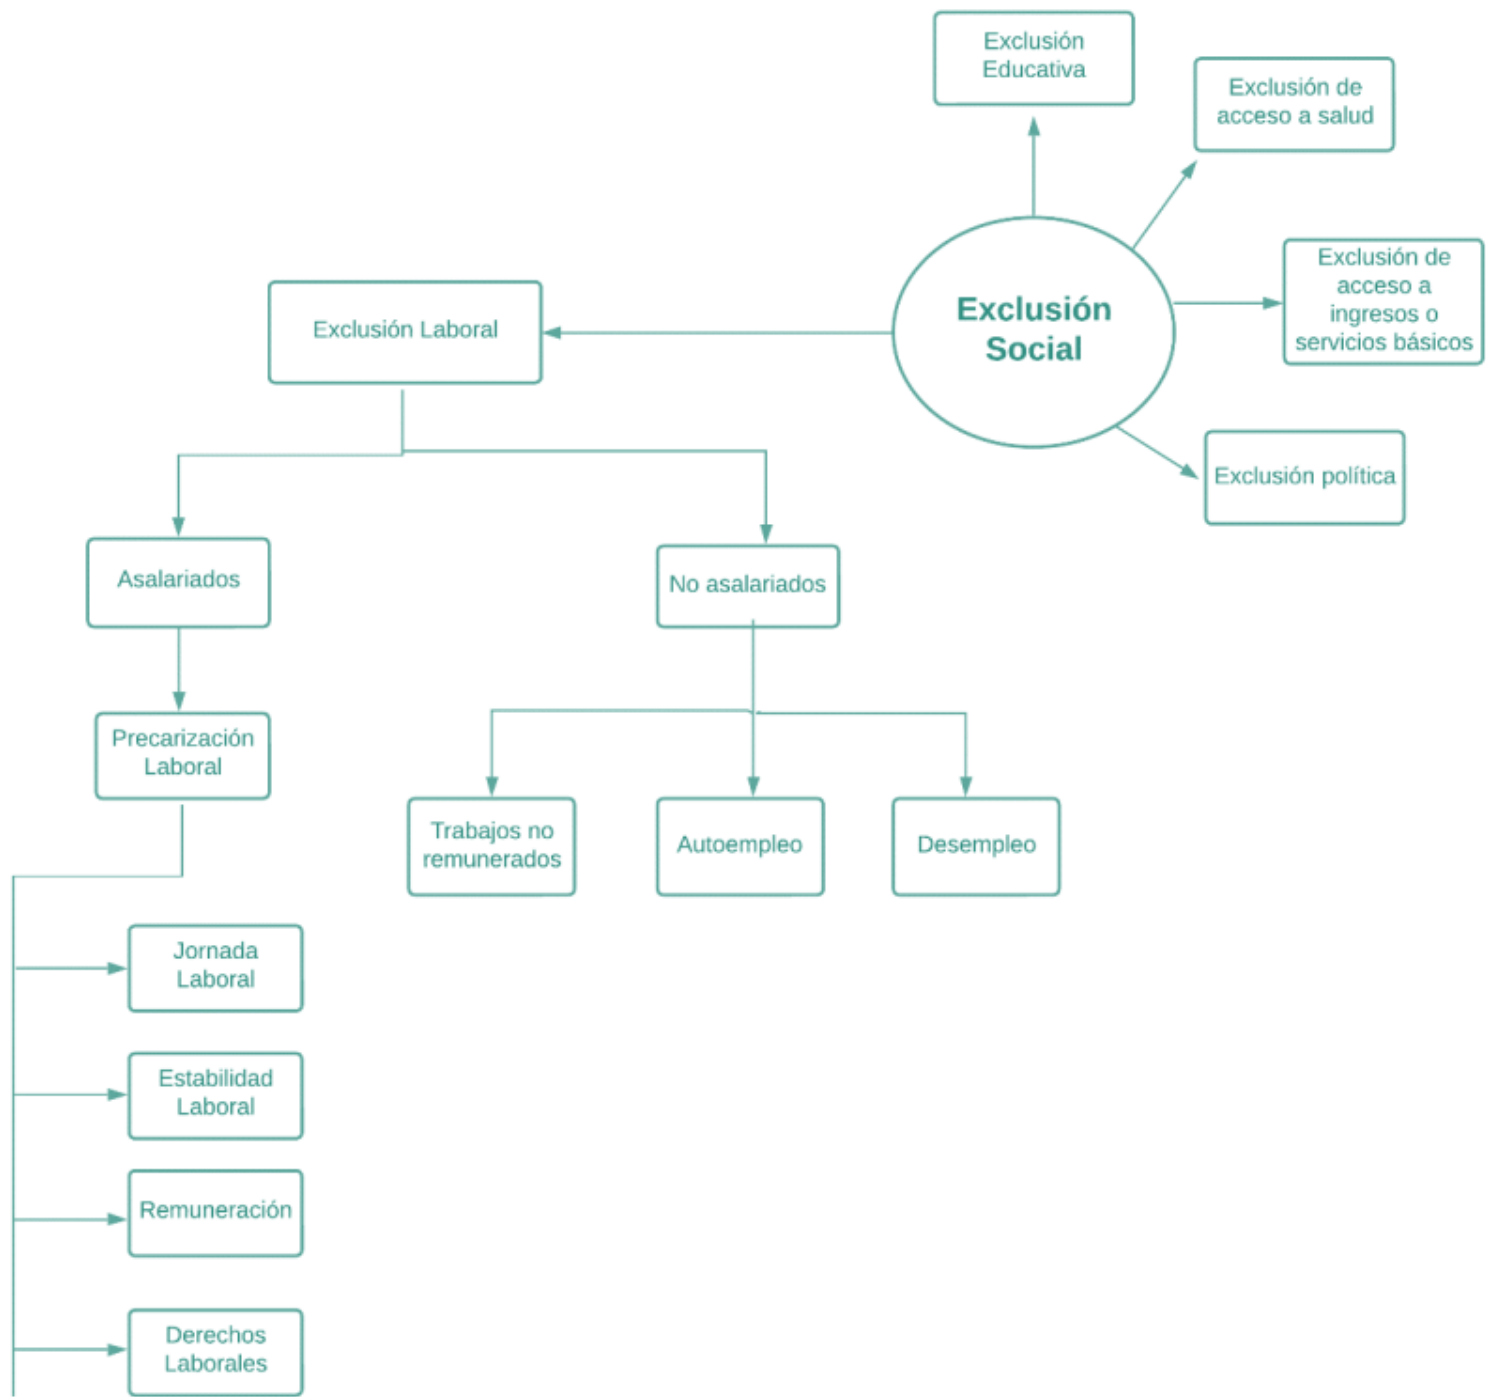 Exclusión
Educativa
Exclusión de
acceso a salud
Exclusión de
acceso a
ingresos o
servicios básicos
Exclusión Laboral
Exclusión
Social
Exclusión política
Asalariados
No asalariados
Precarización
Laboral
Trabajos no
remunerados
Autoempleo
Desempleo
Jornada
Laboral
Estabilidad
Laboral
Remuneración
Derechos
Laborales